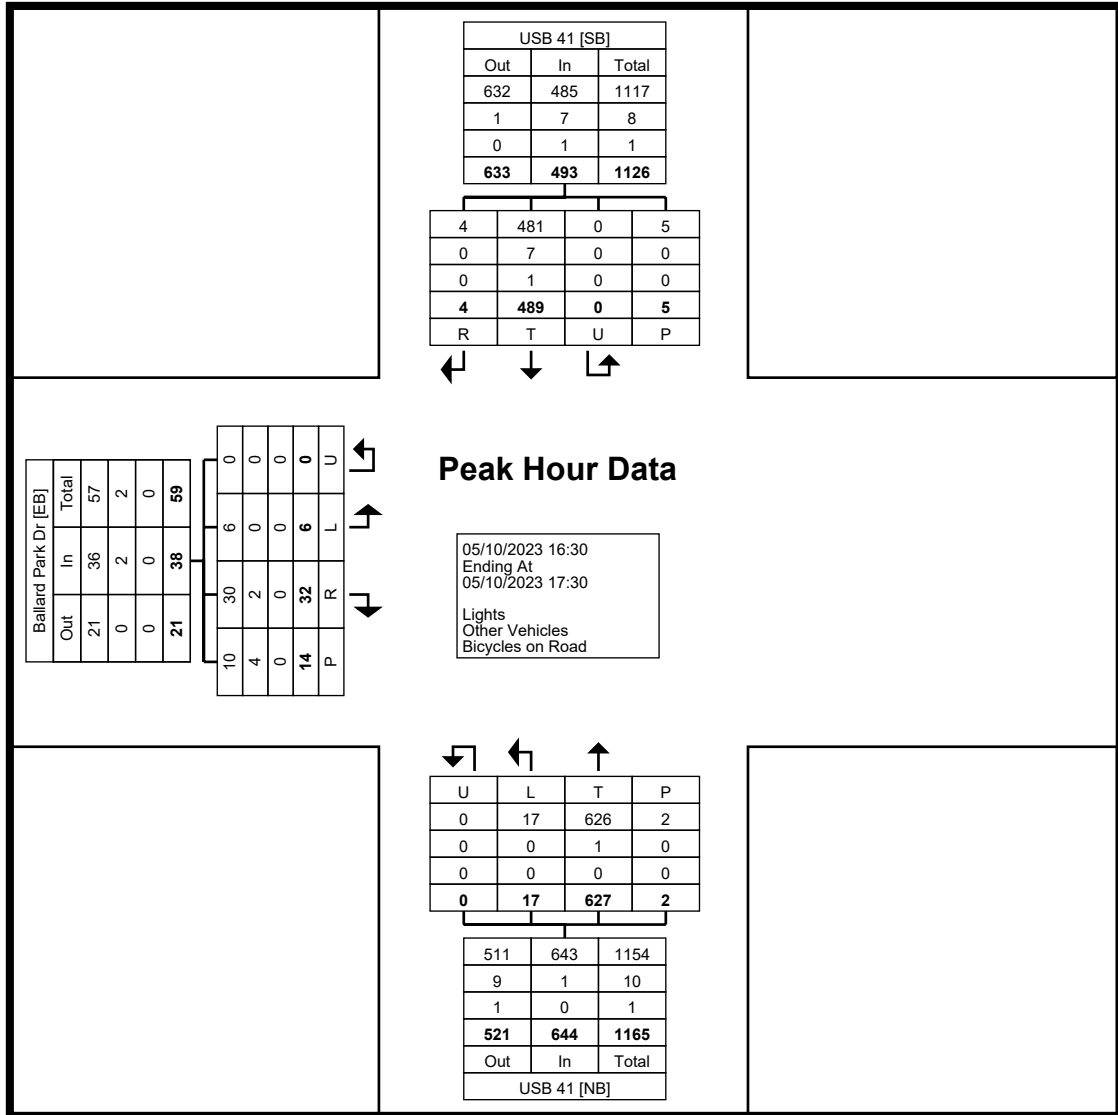 USB 41 [SB]
Out In Total
632 485 1117
1 7 8
0 1 1
633 493 1126
4 481 0 5
0 7 0 0
0 1 0 0
4 489 0 5
R T U P
Ballard Park Dr [EB]
Out In Total
21 36 57
0 2 2
0 0 0
21 38 59
10 30 6 0
4 2 0 0
0 0 0 0
14 32 6 0
P R L U
Peak Hour Data
05/10/2023 16:30
Ending At
05/10/2023 17:30
Lights
Other Vehicles
Bicycles on Road
U L T P
0 17 626 2
0 0 1 0
0 0 0 0
0 17 627 2
511 643 1154
9 1 10
1 0 1
521 644 1165
Out In Total
USB 41 [NB]